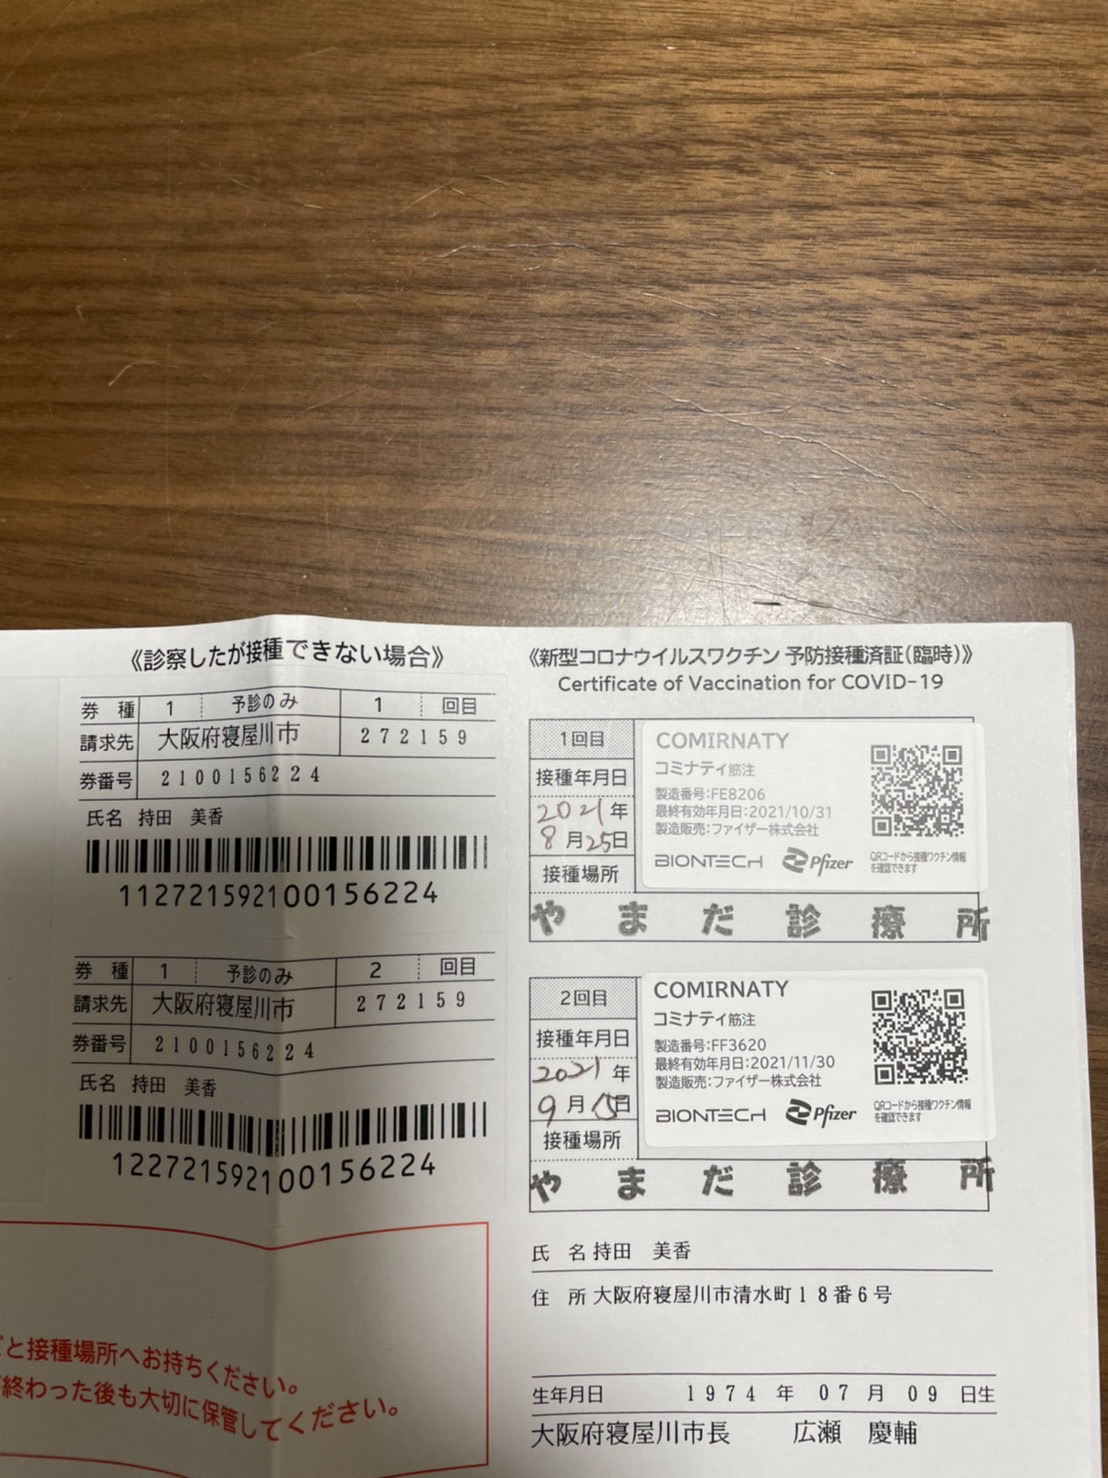 《診察したが接種できない場合》
券種 1 予診のみ 1 回目
請求先 大阪府寝屋川市 272159
券番号 2100156224
氏名 持田 美香
112721592100156224
券種 1 予診のみ 2 回目
請求先 大阪府寝屋川市 272159
券番号 2100156224
氏名 持田 美香
122721592100156224
ごと接種場所へお持ちください。
終わった後も大切に保管してください。
《新型コロナウイルスワクチン 予防接種済証(臨時)》
Certificate of Vaccination for COVID-19
1回目
接種年月日
2021年
8月25日
接種場所
COMIRNATY
コミナティ筋注
製造番号:FE8206
最終有効年月日:2021/10/31
製造販売:ファイザー株式会社
BIONTECH Pfizer
QRコードから接種ワクチン情報
を確認できます
やまだ診療所
2回目
接種年月日
2021年
9月15日
接種場所
COMIRNATY
コミナティ筋注
製造番号:FF3620
最終有効年月日:2021/11/30
製造販売:ファイザー株式会社
BIONTECH Pfizer
QRコードから接種ワクチン情報
を確認できます
やまだ診療所
氏名 持田 美香
住所 大阪府寝屋川市清水町18番6号
生年月日 1974年07月09日生
大阪府寝屋川市長 広瀬 慶輔